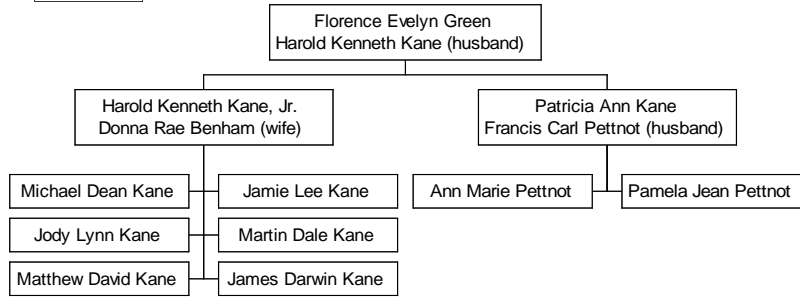 Florence Evelyn Green
Harold Kenneth Kane (husband)
Harold Kenneth Kane, Jr.
Donna Rae Benham (wife)
Patricia Ann Kane
Francis Carl Pettnot (husband)
Michael Dean Kane
Jamie Lee Kane
Ann Marie Pettnot
Pamela Jean Pettnot
Jody Lynn Kane
Martin Dale Kane
Matthew David Kane
James Darwin Kane